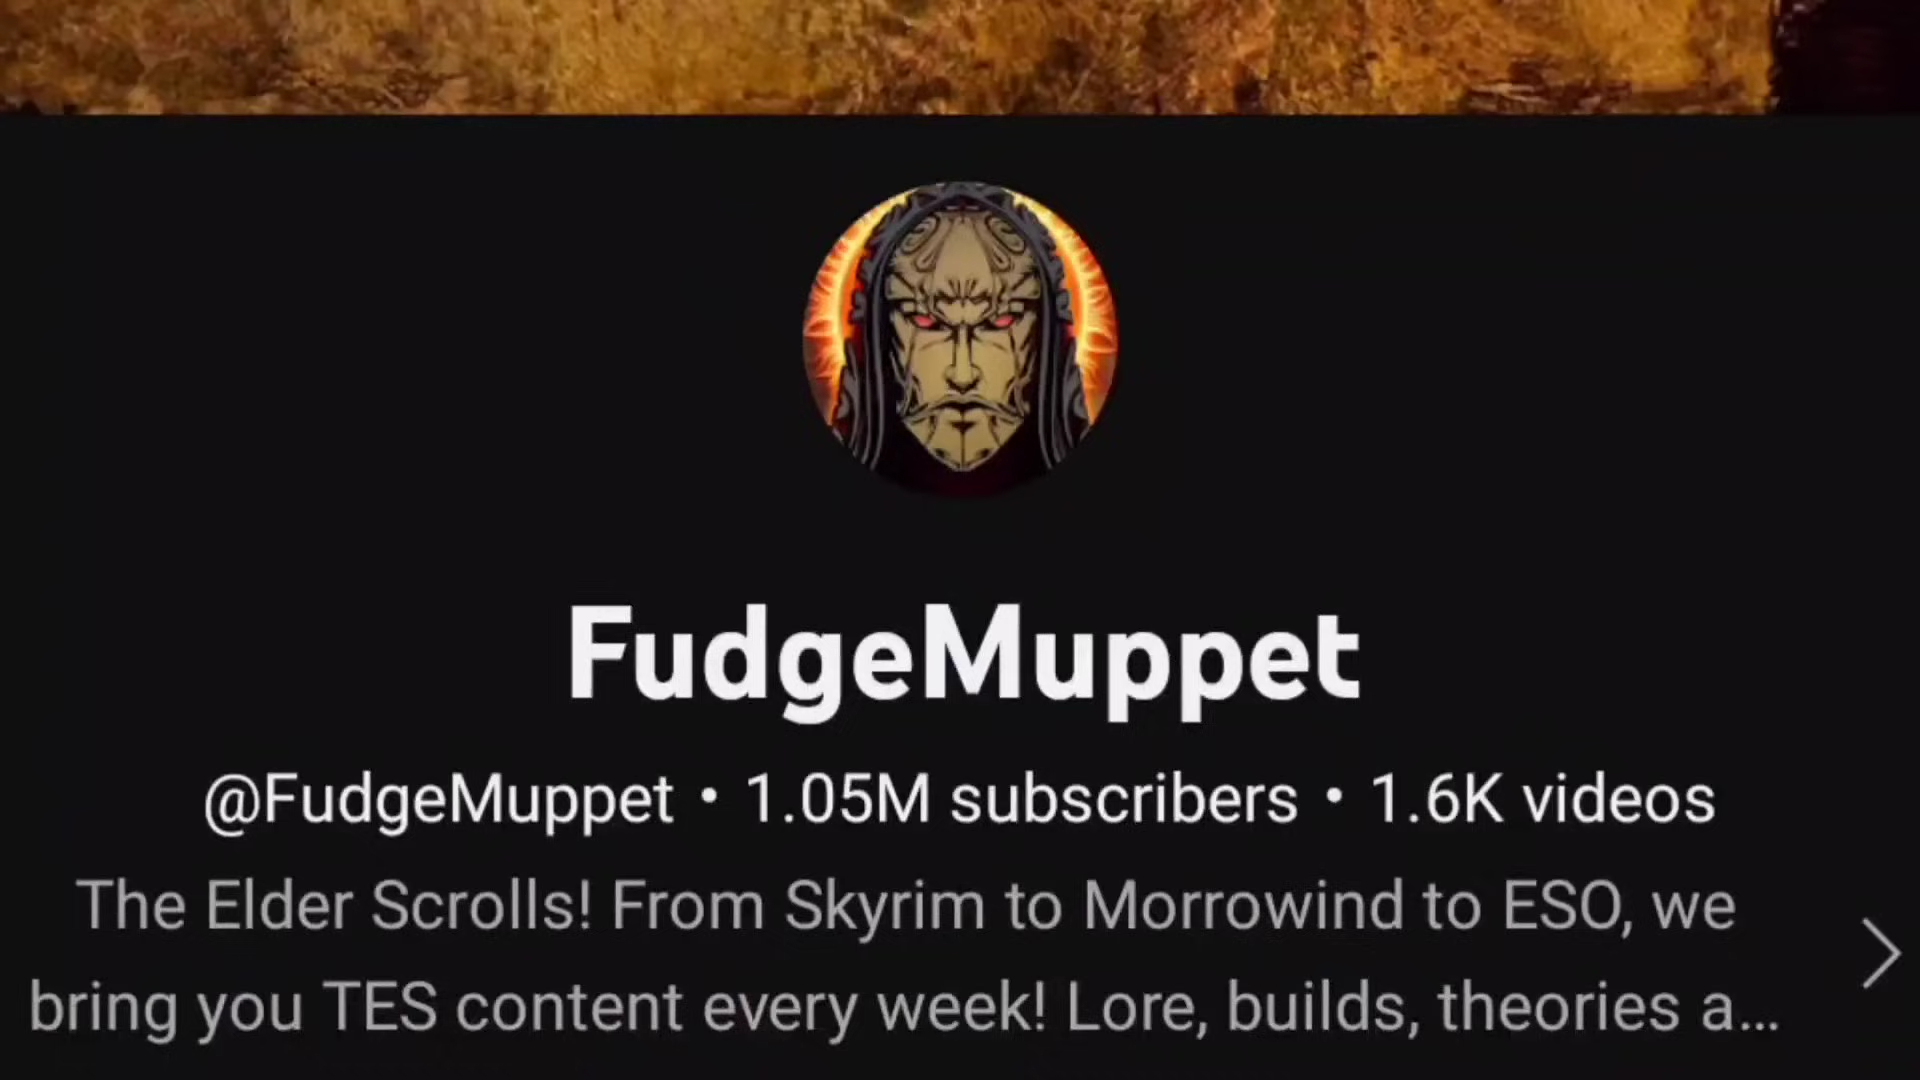 FudgeMuppet
@FudgeMuppet • 1.05M subscribers • 1.6K videos
The Elder Scrolls! From Skyrim to Morrowind to ESO, we
bring you TES content every week! Lore, builds, theories a...